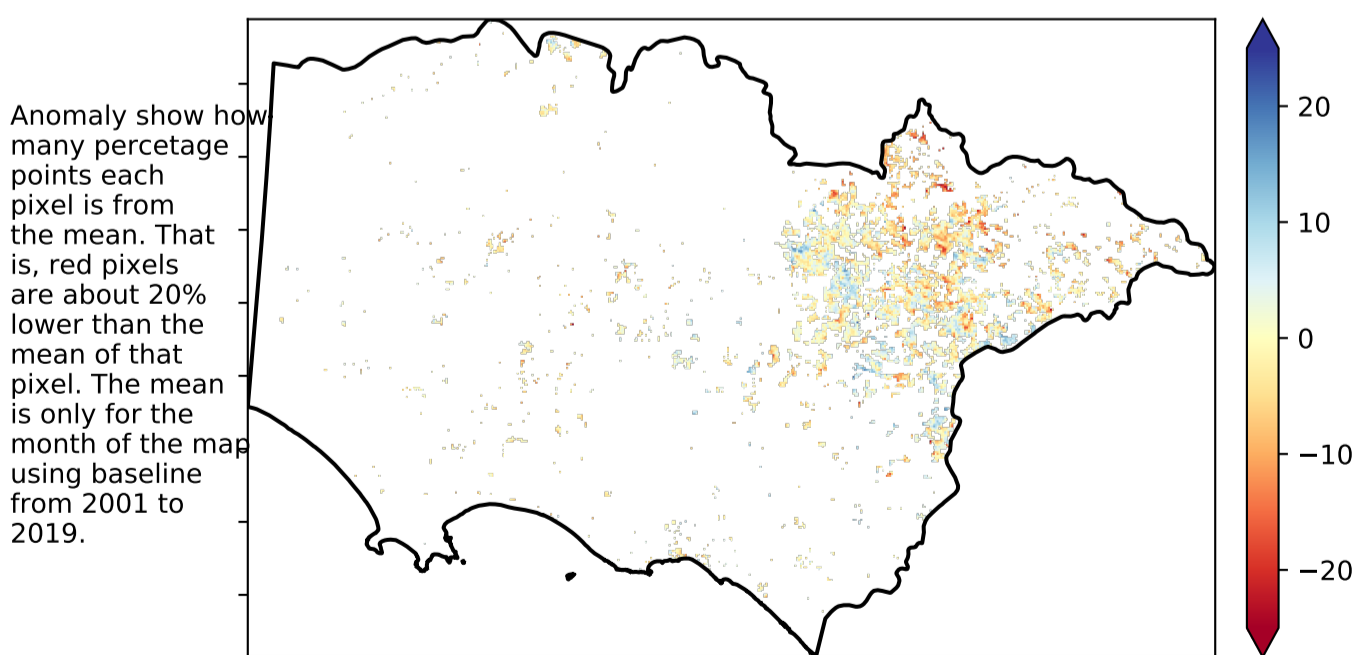 Anomaly show how
many percetage
points each
pixel is from
the mean. That
is, red pixels
are about 20%
lower than the
mean of that
pixel. The mean
is only for the
month of the map
using baseline
from 2001 to
2019.
20
10
0
−10
−20